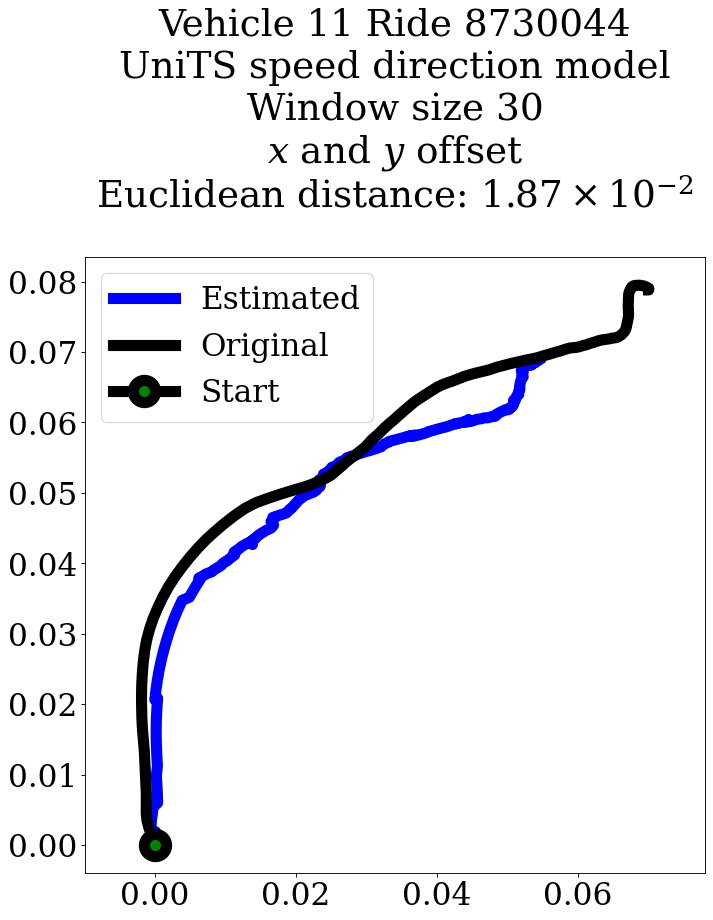 Vehicle 11 Ride 8730044
UniTS speed direction model
Window size 30
x and y offset
Euclidean distance: 1.87 × 10⁻²
Estimated
Original
Start
0.08
0.07
0.06
0.05
0.04
0.03
0.02
0.01
0.00
0.00 0.02 0.04 0.06